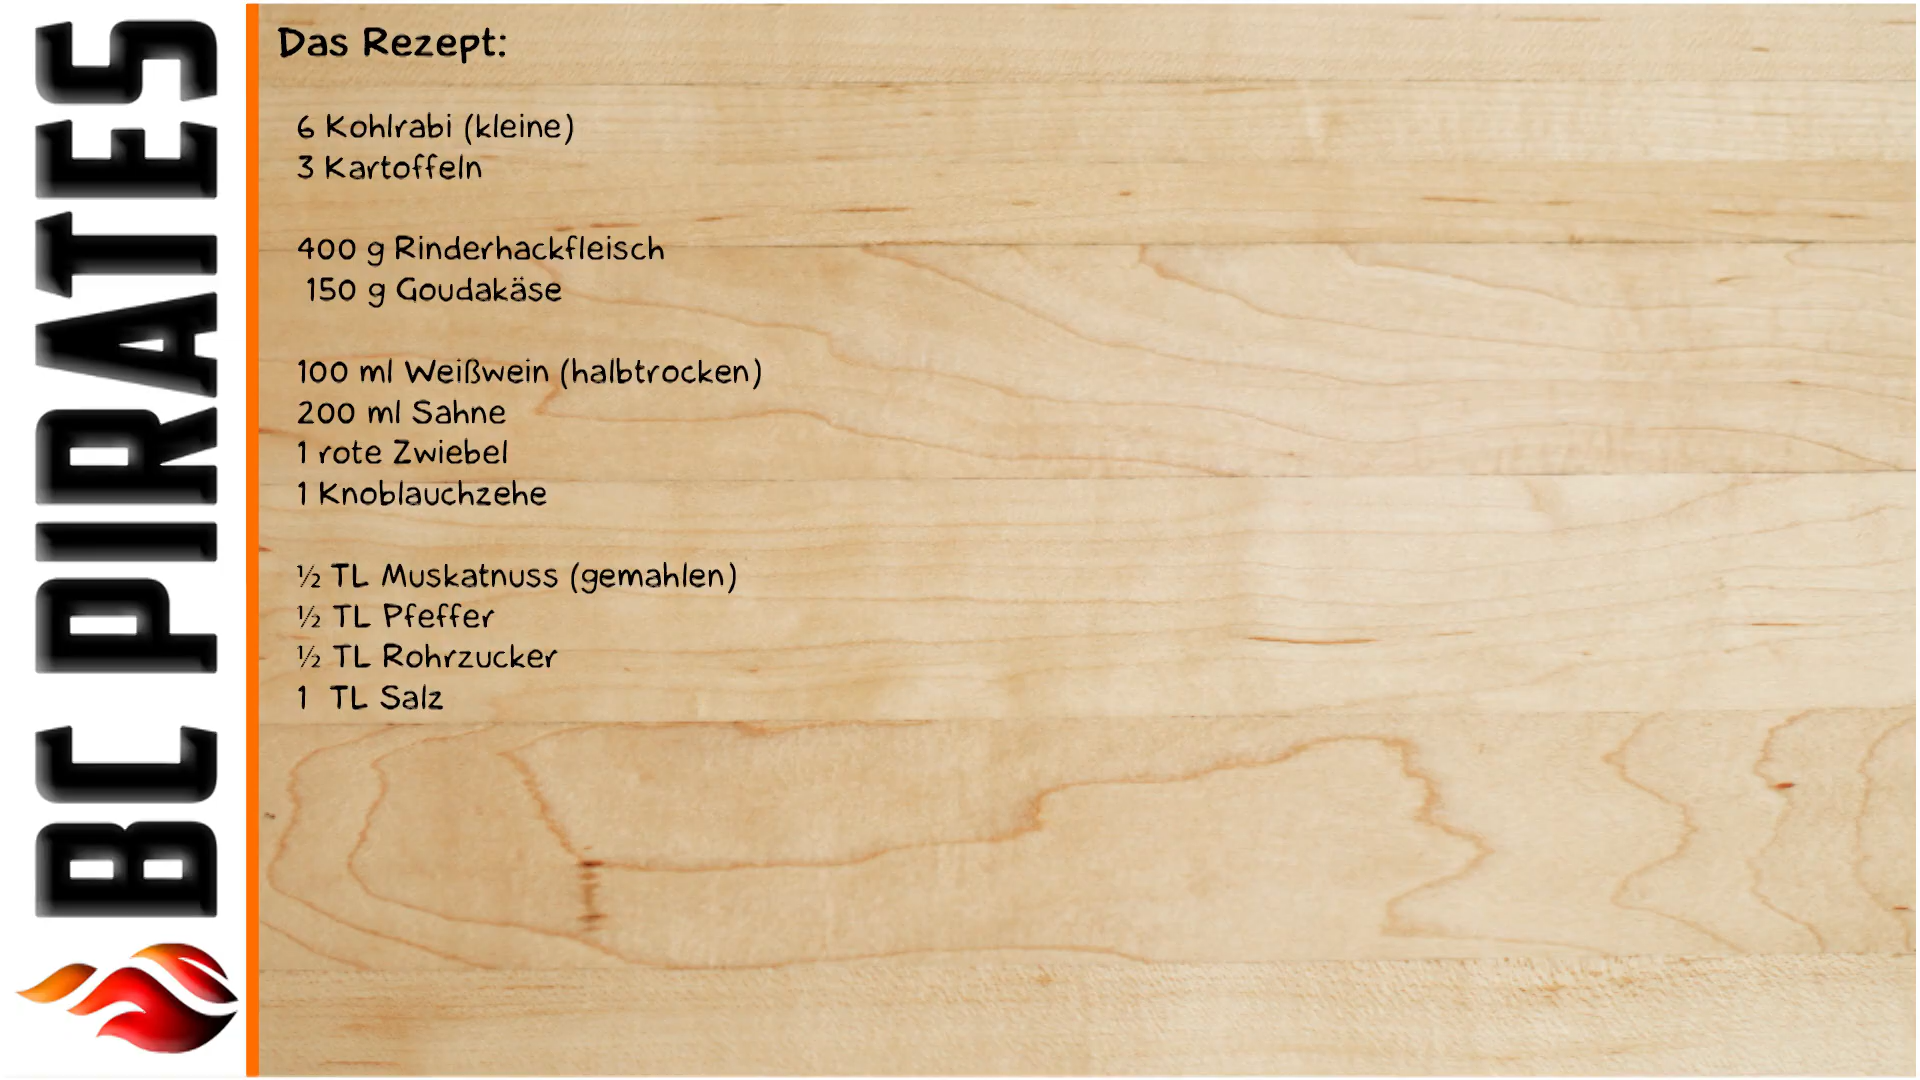 BC PIRATES
Das Rezept:
6 Kohlrabi (kleine)
3 Kartoffeln
400 g Rinderhackfleisch
150 g Goudakäse
100 ml Weißwein (halbtrocken)
200 ml Sahne
1 rote Zwiebel
1 Knoblauchzehe
½ TL Muskatnuss (gemahlen)
½ TL Pfeffer
½ TL Rohrzucker
1 TL Salz